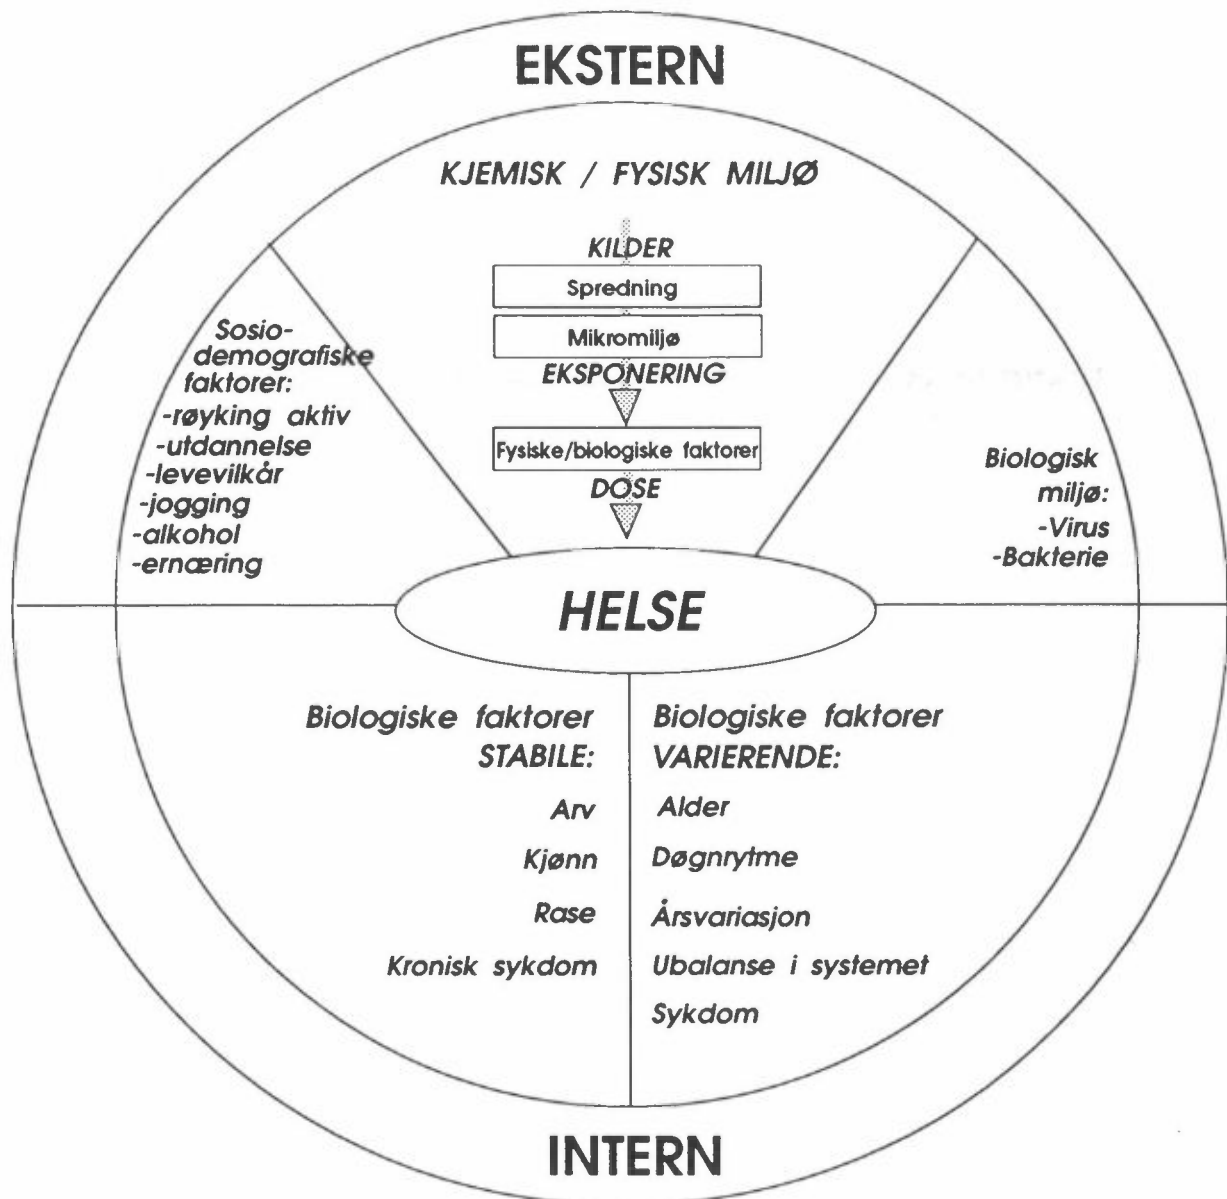 EKSTERN
KJEMISK / FYSISK MILJØ
KILDER
Spredning
Mikromiljø
EKSPONERING
Fysiske/biologiske faktorer
DOSE
Sosio-
demografiske
faktorer:
-røyking aktiv
-utdannelse
-levevilkår
-jogging
-alkohol
-ernæring
Biologisk
miljø:
-Virus
-Bakterie
HELSE
Biologiske faktorer
STABILE:
Arv
Kjønn
Rase
Kronisk sykdom
Biologiske faktorer
VARIERENDE:
Alder
Døgnrytme
Årsvariasjon
Ubalanse i systemet
Sykdom
INTERN